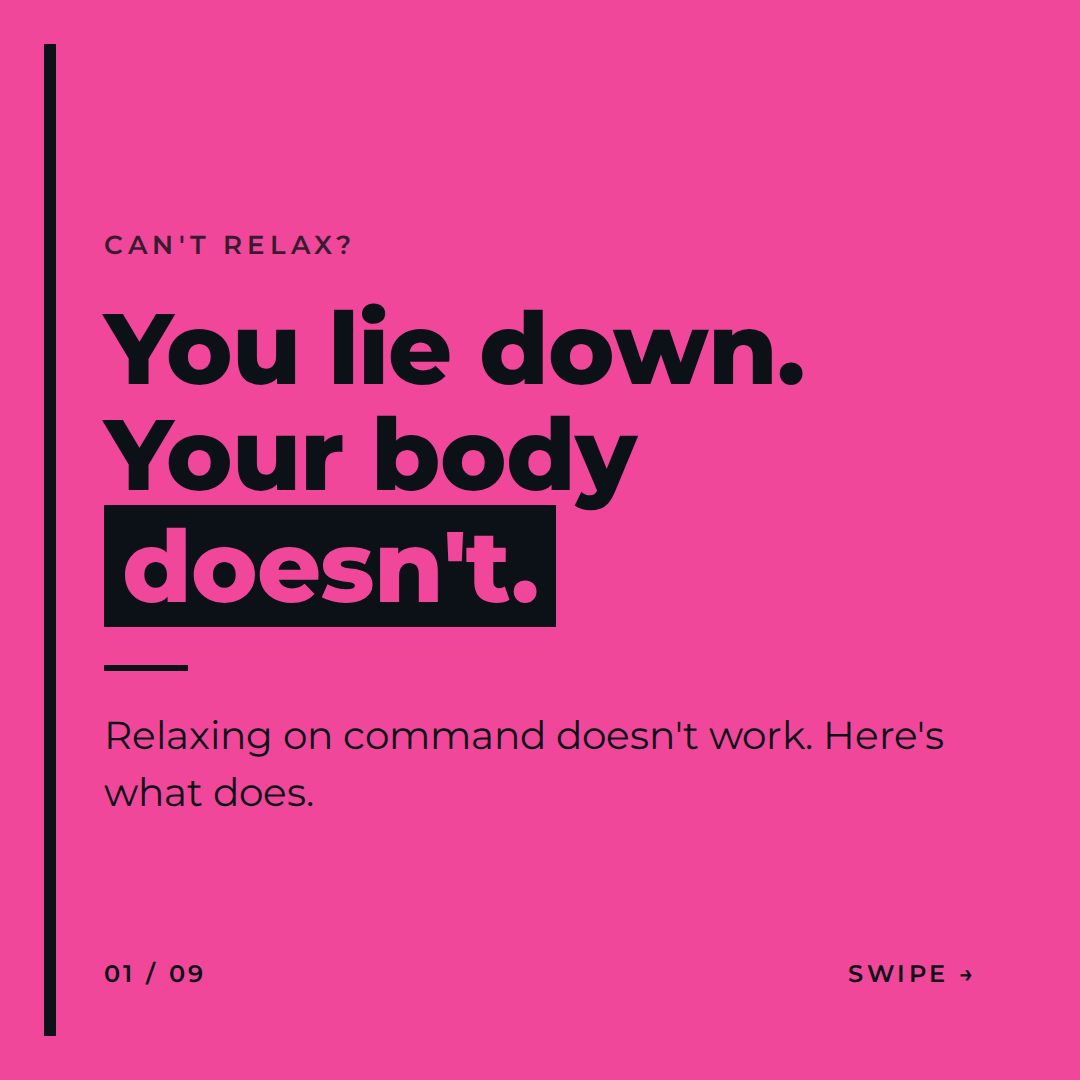 CAN'T RELAX?
You lie down.
Your body
doesn't.
Relaxing on command doesn't work. Here's
what does.
01 / 09
SWIPE →